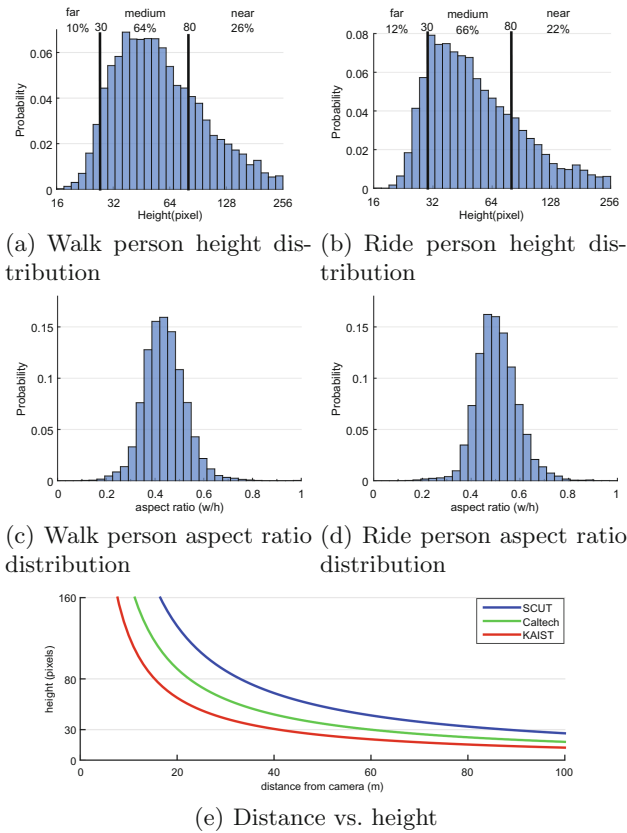 far 30 medium 80 near
10% 64% 26%
Probability
0.06
0.04
0.02
0
16 32 64 128 256
Height(pixel)
far 30 medium 80 near
12% 66% 22%
Probability
0.08
0.06
0.04
0.02
0
16 32 64 128 256
Height(pixel)
(a) Walk person height dis-
tribution
(b) Ride person height dis-
tribution
Probability
0.15
0.1
0.05
0
0 0.2 0.4 0.6 0.8 1
aspect ratio (w/h)
Probability
0.15
0.1
0.05
0
0 0.2 0.4 0.6 0.8 1
aspect ratio (w/h)
(c) Walk person aspect ratio
distribution
(d) Ride person aspect ratio
distribution
height (pixels)
160
80
30
0
0 20 40 60 80 100
distance from camera (m)
SCUT
Caltech
KAIST
(e) Distance vs. height